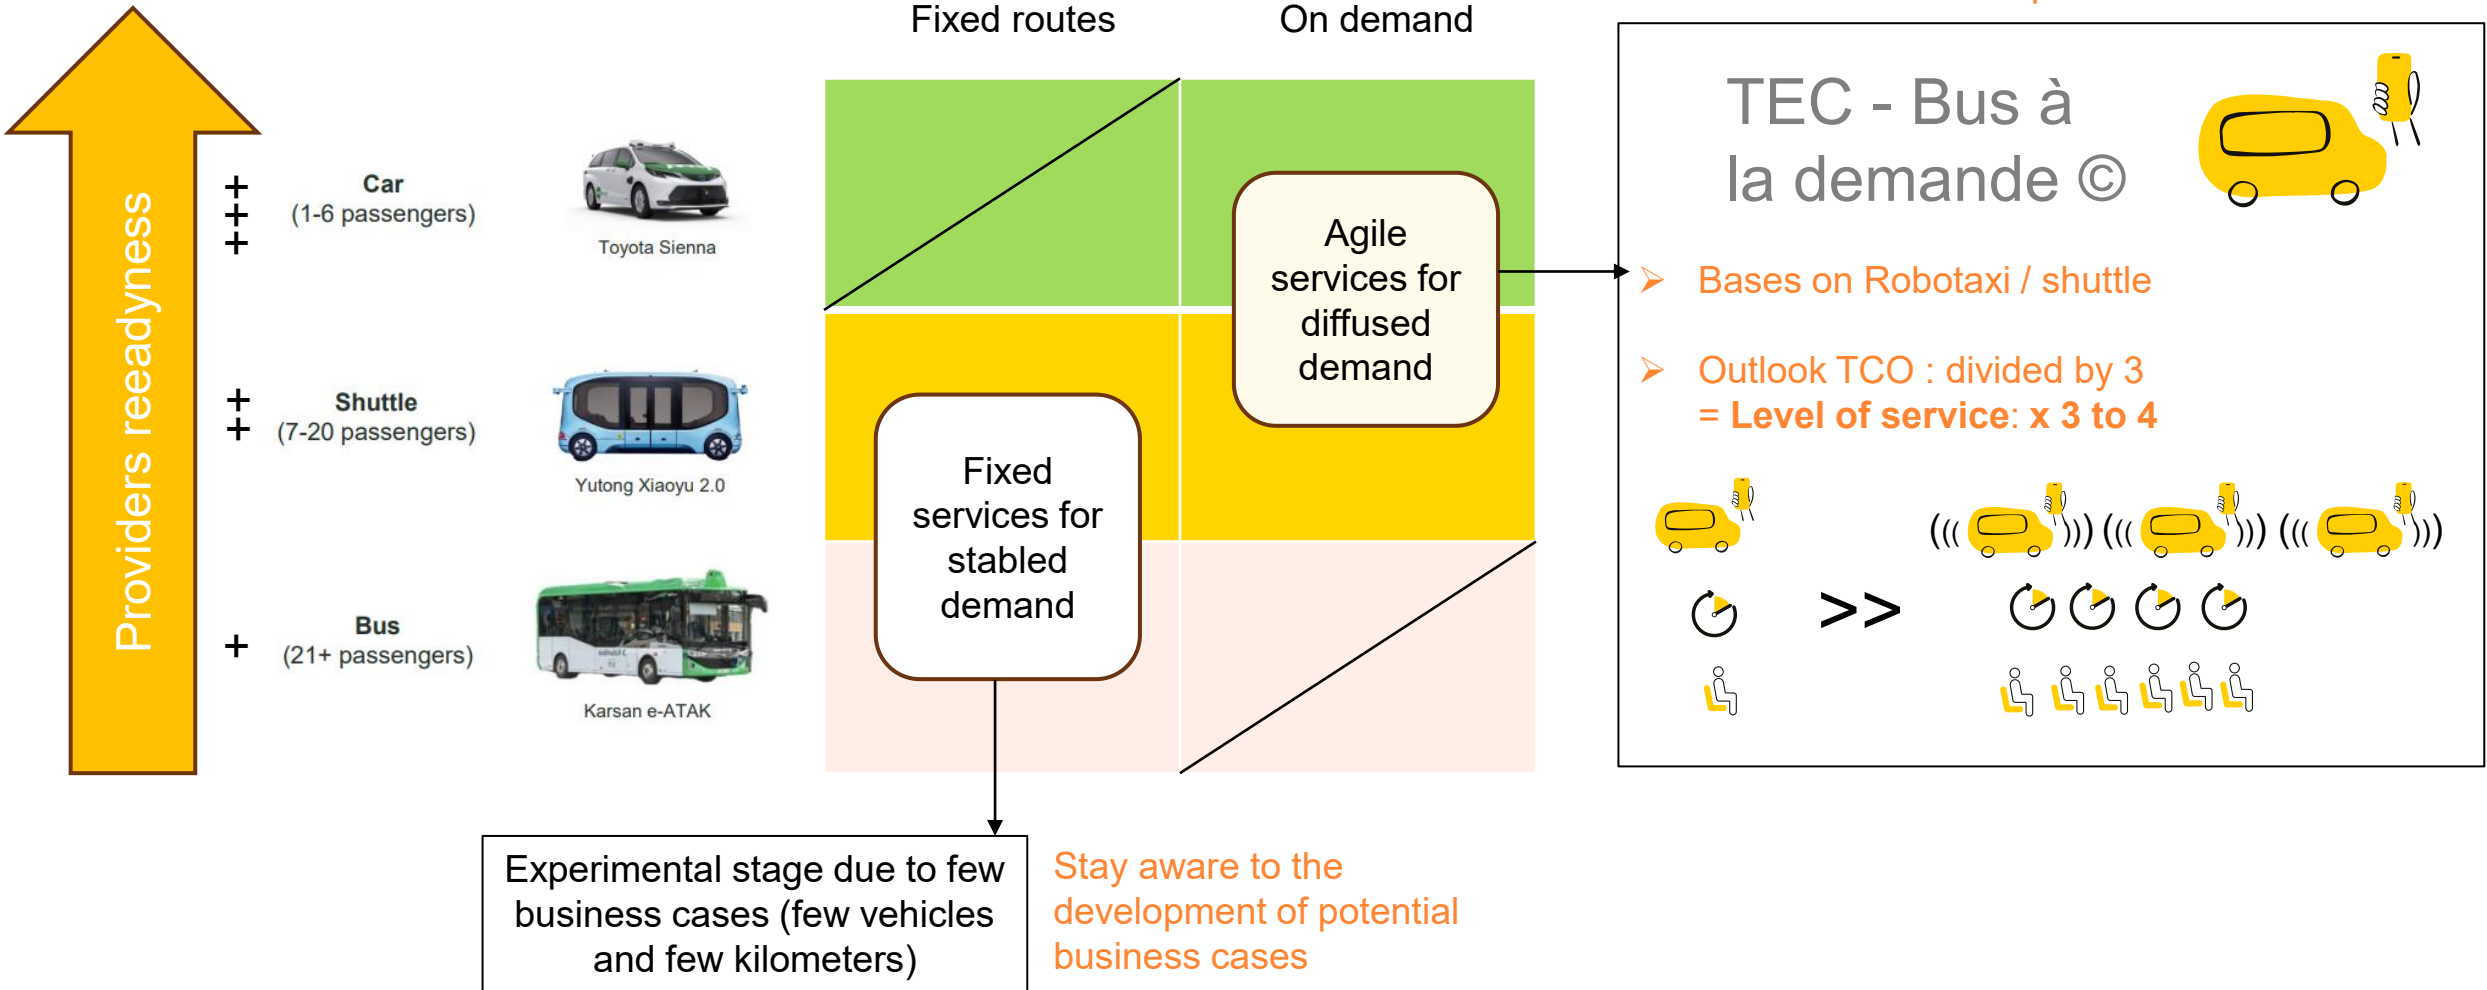 Fixed routes
On demand
Providers reeadyness
+
+
+
Car
(1-6 passengers)
Toyota Sienna
+
+
Shuttle
(7-20 passengers)
Yutong Xiaoyu 2.0
+
Bus
(21+ passengers)
Karsan e-ATAK
Agile
services for
diffused
demand
Fixed
services for
stabled
demand
Experimental stage due to few
business cases (few vehicles
and few kilometers)
Stay aware to the
development of potential
business cases
TEC - Bus à
la demande ©
➢ Bases on Robotaxi / shuttle
➢ Outlook TCO : divided by 3
= Level of service: x 3 to 4
((( ))) ((( ))) ((( )))
>>